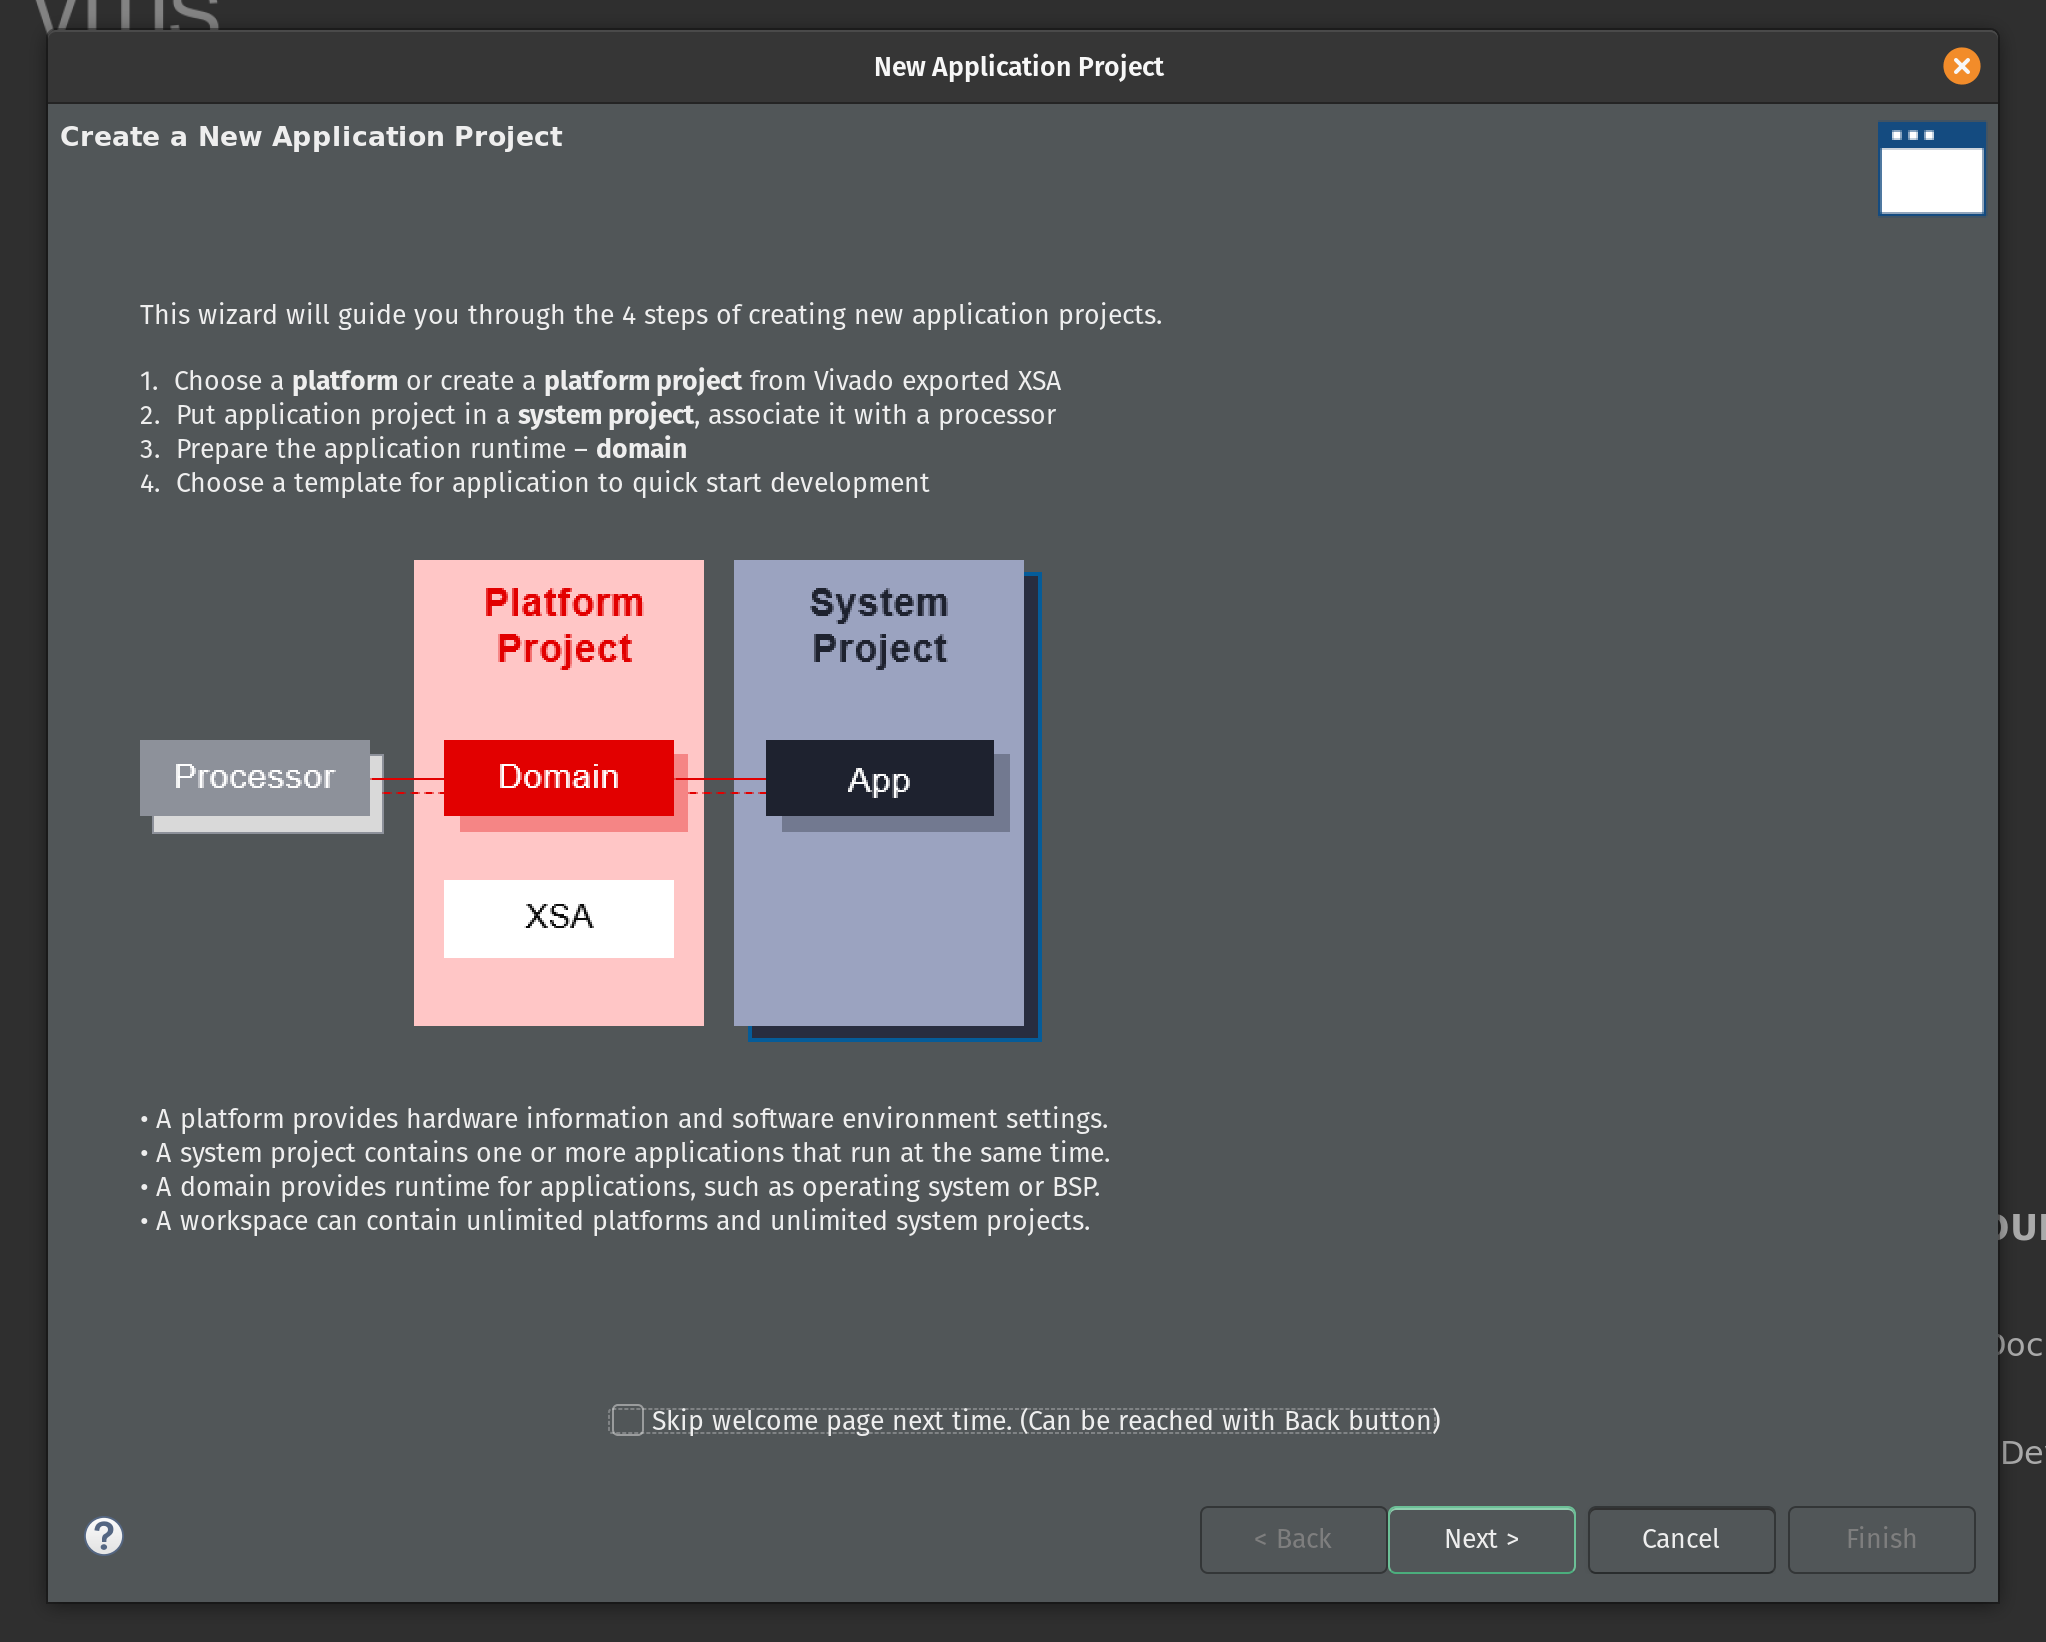 New Application Project
Create a New Application Project
This wizard will guide you through the 4 steps of creating new application projects.
1. Choose a platform or create a platform project from Vivado exported XSA
2. Put application project in a system project, associate it with a processor
3. Prepare the application runtime – domain
4. Choose a template for application to quick start development
Platform
Project
System
Project
Processor
Domain
App
XSA
• A platform provides hardware information and software environment settings.
• A system project contains one or more applications that run at the same time.
• A domain provides runtime for applications, such as operating system or BSP.
• A workspace can contain unlimited platforms and unlimited system projects.
Skip welcome page next time. (Can be reached with Back button)
< Back
Next >
Cancel
Finish